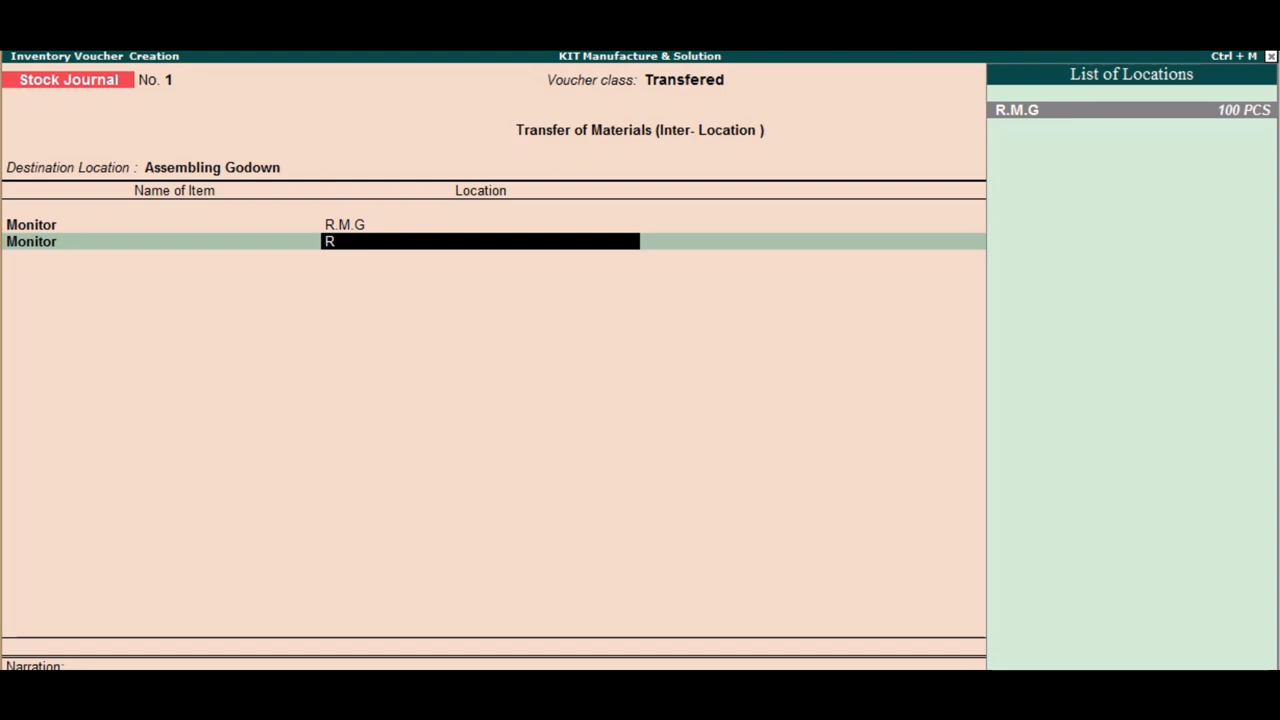 Inventory Voucher Creation KIT Manufacture & Solution Ctrl + M
Stock Journal No. 1 Voucher class: Transfered
List of Locations
R.M.G 100 PCS
Transfer of Materials (Inter- Location )
Destination Location : Assembling Godown
Name of Item Location
Monitor R.M.G
Monitor R
Narration: